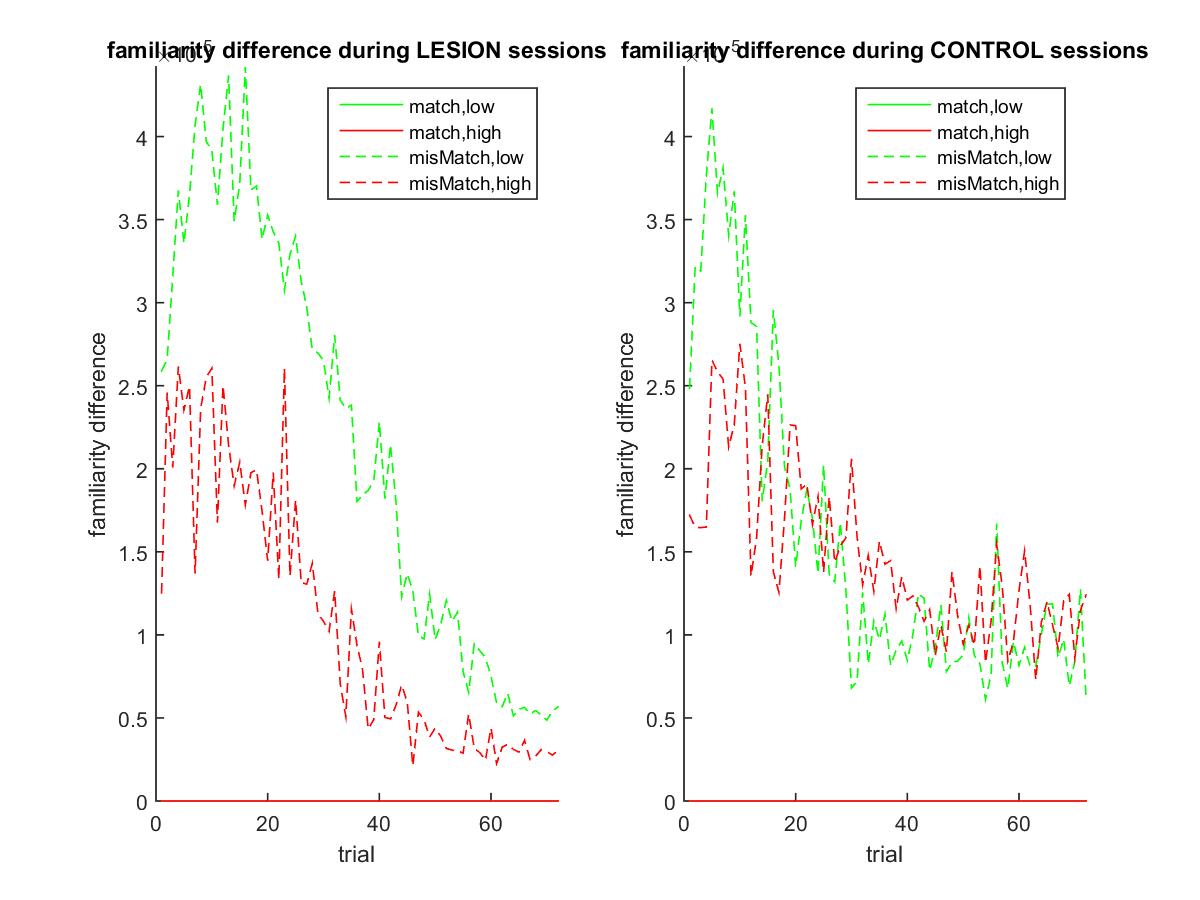 familiarity difference during LESION sessions
familiarity difference during CONTROL sessions
match,low
match,high
misMatch,low
misMatch,high
familiarity difference
4
3.5
3
2.5
2
1.5
1
0.5
0
0 20 40 60
trial
match,low
match,high
misMatch,low
misMatch,high
familiarity difference
4
3.5
3
2.5
2
1.5
1
0.5
0
0 20 40 60
trial